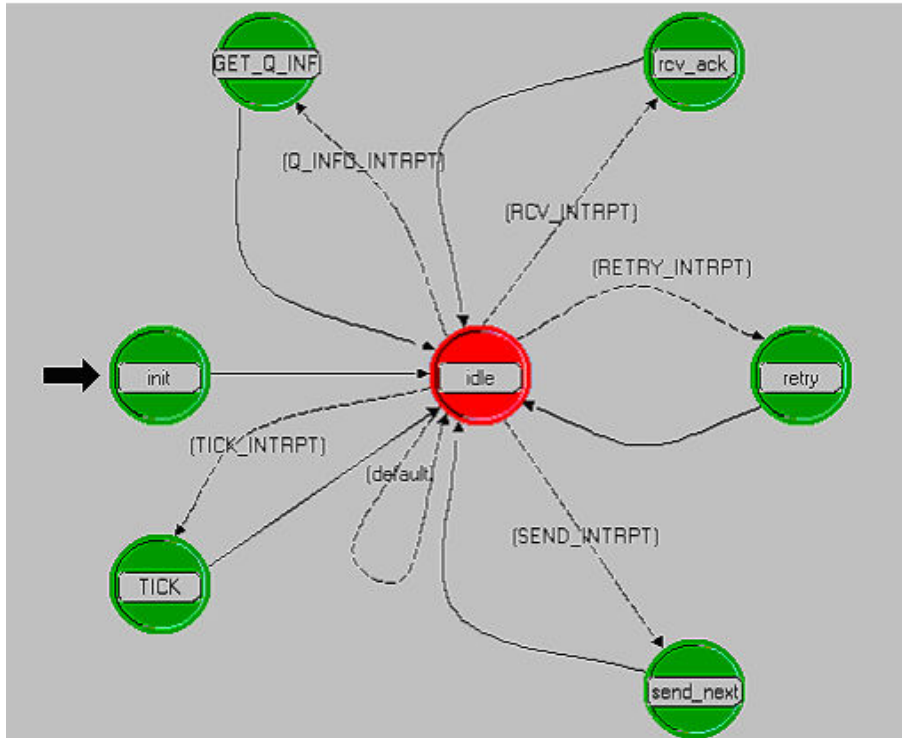 GET_Q_INF
rcv_ack
(Q_INFO_INTRPT)
(RCV_INTRPT)
(RETRY_INTRPT)
init
idle
retry
(TICK_INTRPT)
(default)
(SEND_INTRPT)
TICK
send_next